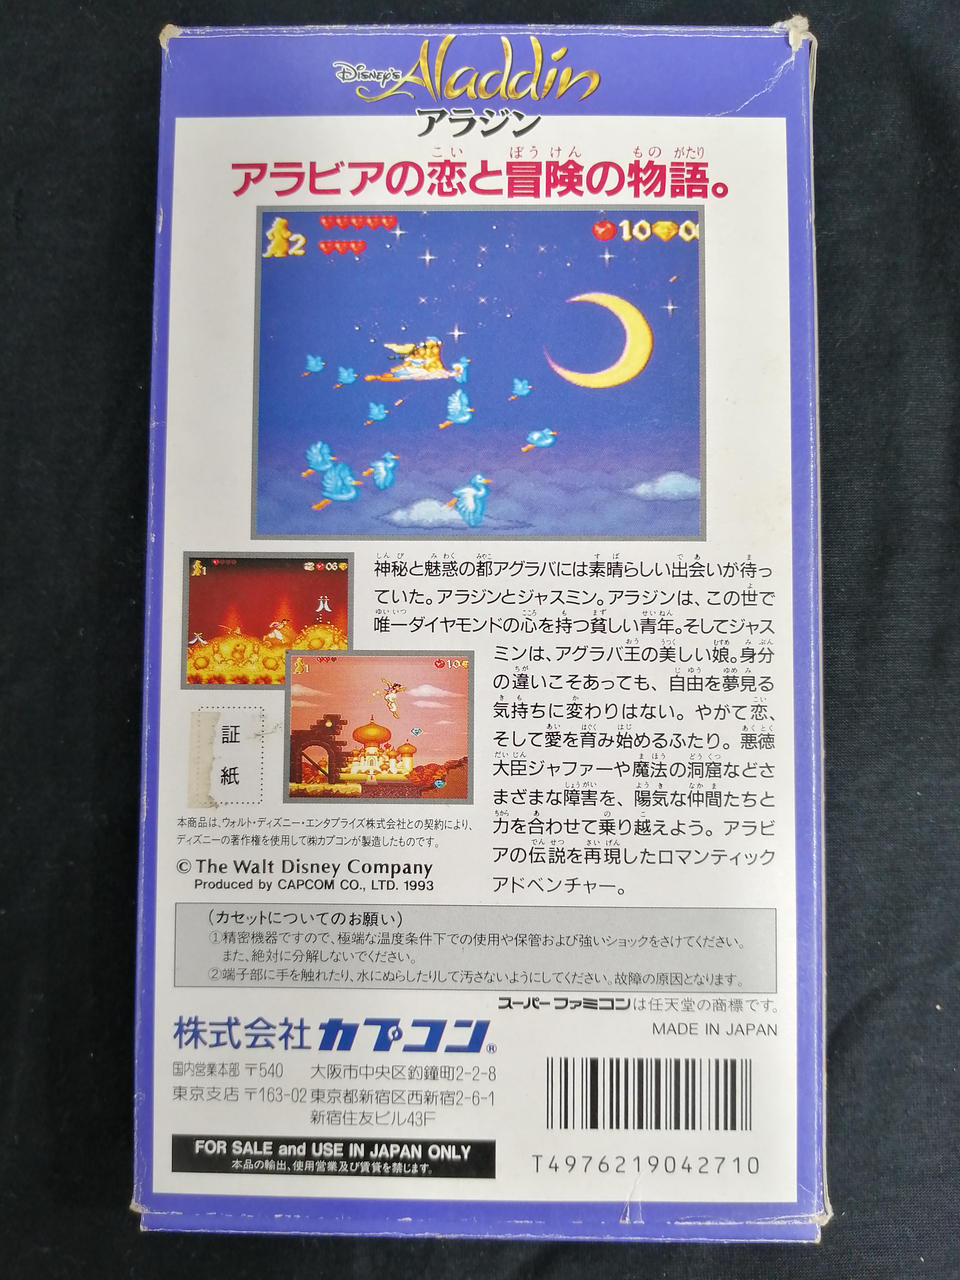 Disney's Aladdin
アラジン
アラビアの恋と冒険の物語。
2
10
0
神秘と魅惑の都アグラバには素晴らしい出会いが待っ
ていた。アラジンとジャスミン。アラジンは、この世で
唯一ダイヤモンドの心を持つ貧しい青年。そしてジャス
ミンは、アグラバ王の美しい娘。身分
の違いこそあっても、自由を夢見る
気持ちに変わりはない。やがて恋、
そして愛を育み始めるふたり。悪徳
大臣ジャファーや魔法の洞窟などさ
まざまな障害を、陽気な仲間たちと
力を合わせて乗り越えよう。アラビ
アの伝説を再現したロマンティック
アドベンチャー。
1
06
1
10
証
紙
本商品は、ウォルト・ディズニー・エンタプライズ株式会社との契約により、
ディズニーの著作権を使用して㈱カプコンが製造したものです。
© The Walt Disney Company
Produced by CAPCOM CO., LTD. 1993
(カセットについてのお願い)
①精密機器ですので、極端な温度条件下での使用や保管および強いショックをさけてください。
また、絶対に分解しないでください。
②端子部に手を触れたり、水にぬらしたりして汚さないようにしてください。故障の原因となります。
スーパーファミコンは任天堂の商標です。
MADE IN JAPAN
株式会社カプコン®
国内営業本部 〒540 大阪市中央区釣鐘町2-2-8
東京支店 〒163-02 東京都新宿区西新宿2-6-1
新宿住友ビル43F
FOR SALE and USE IN JAPAN ONLY
本品の輸出、使用営業及び賃貸を禁じます。
T4976219042710